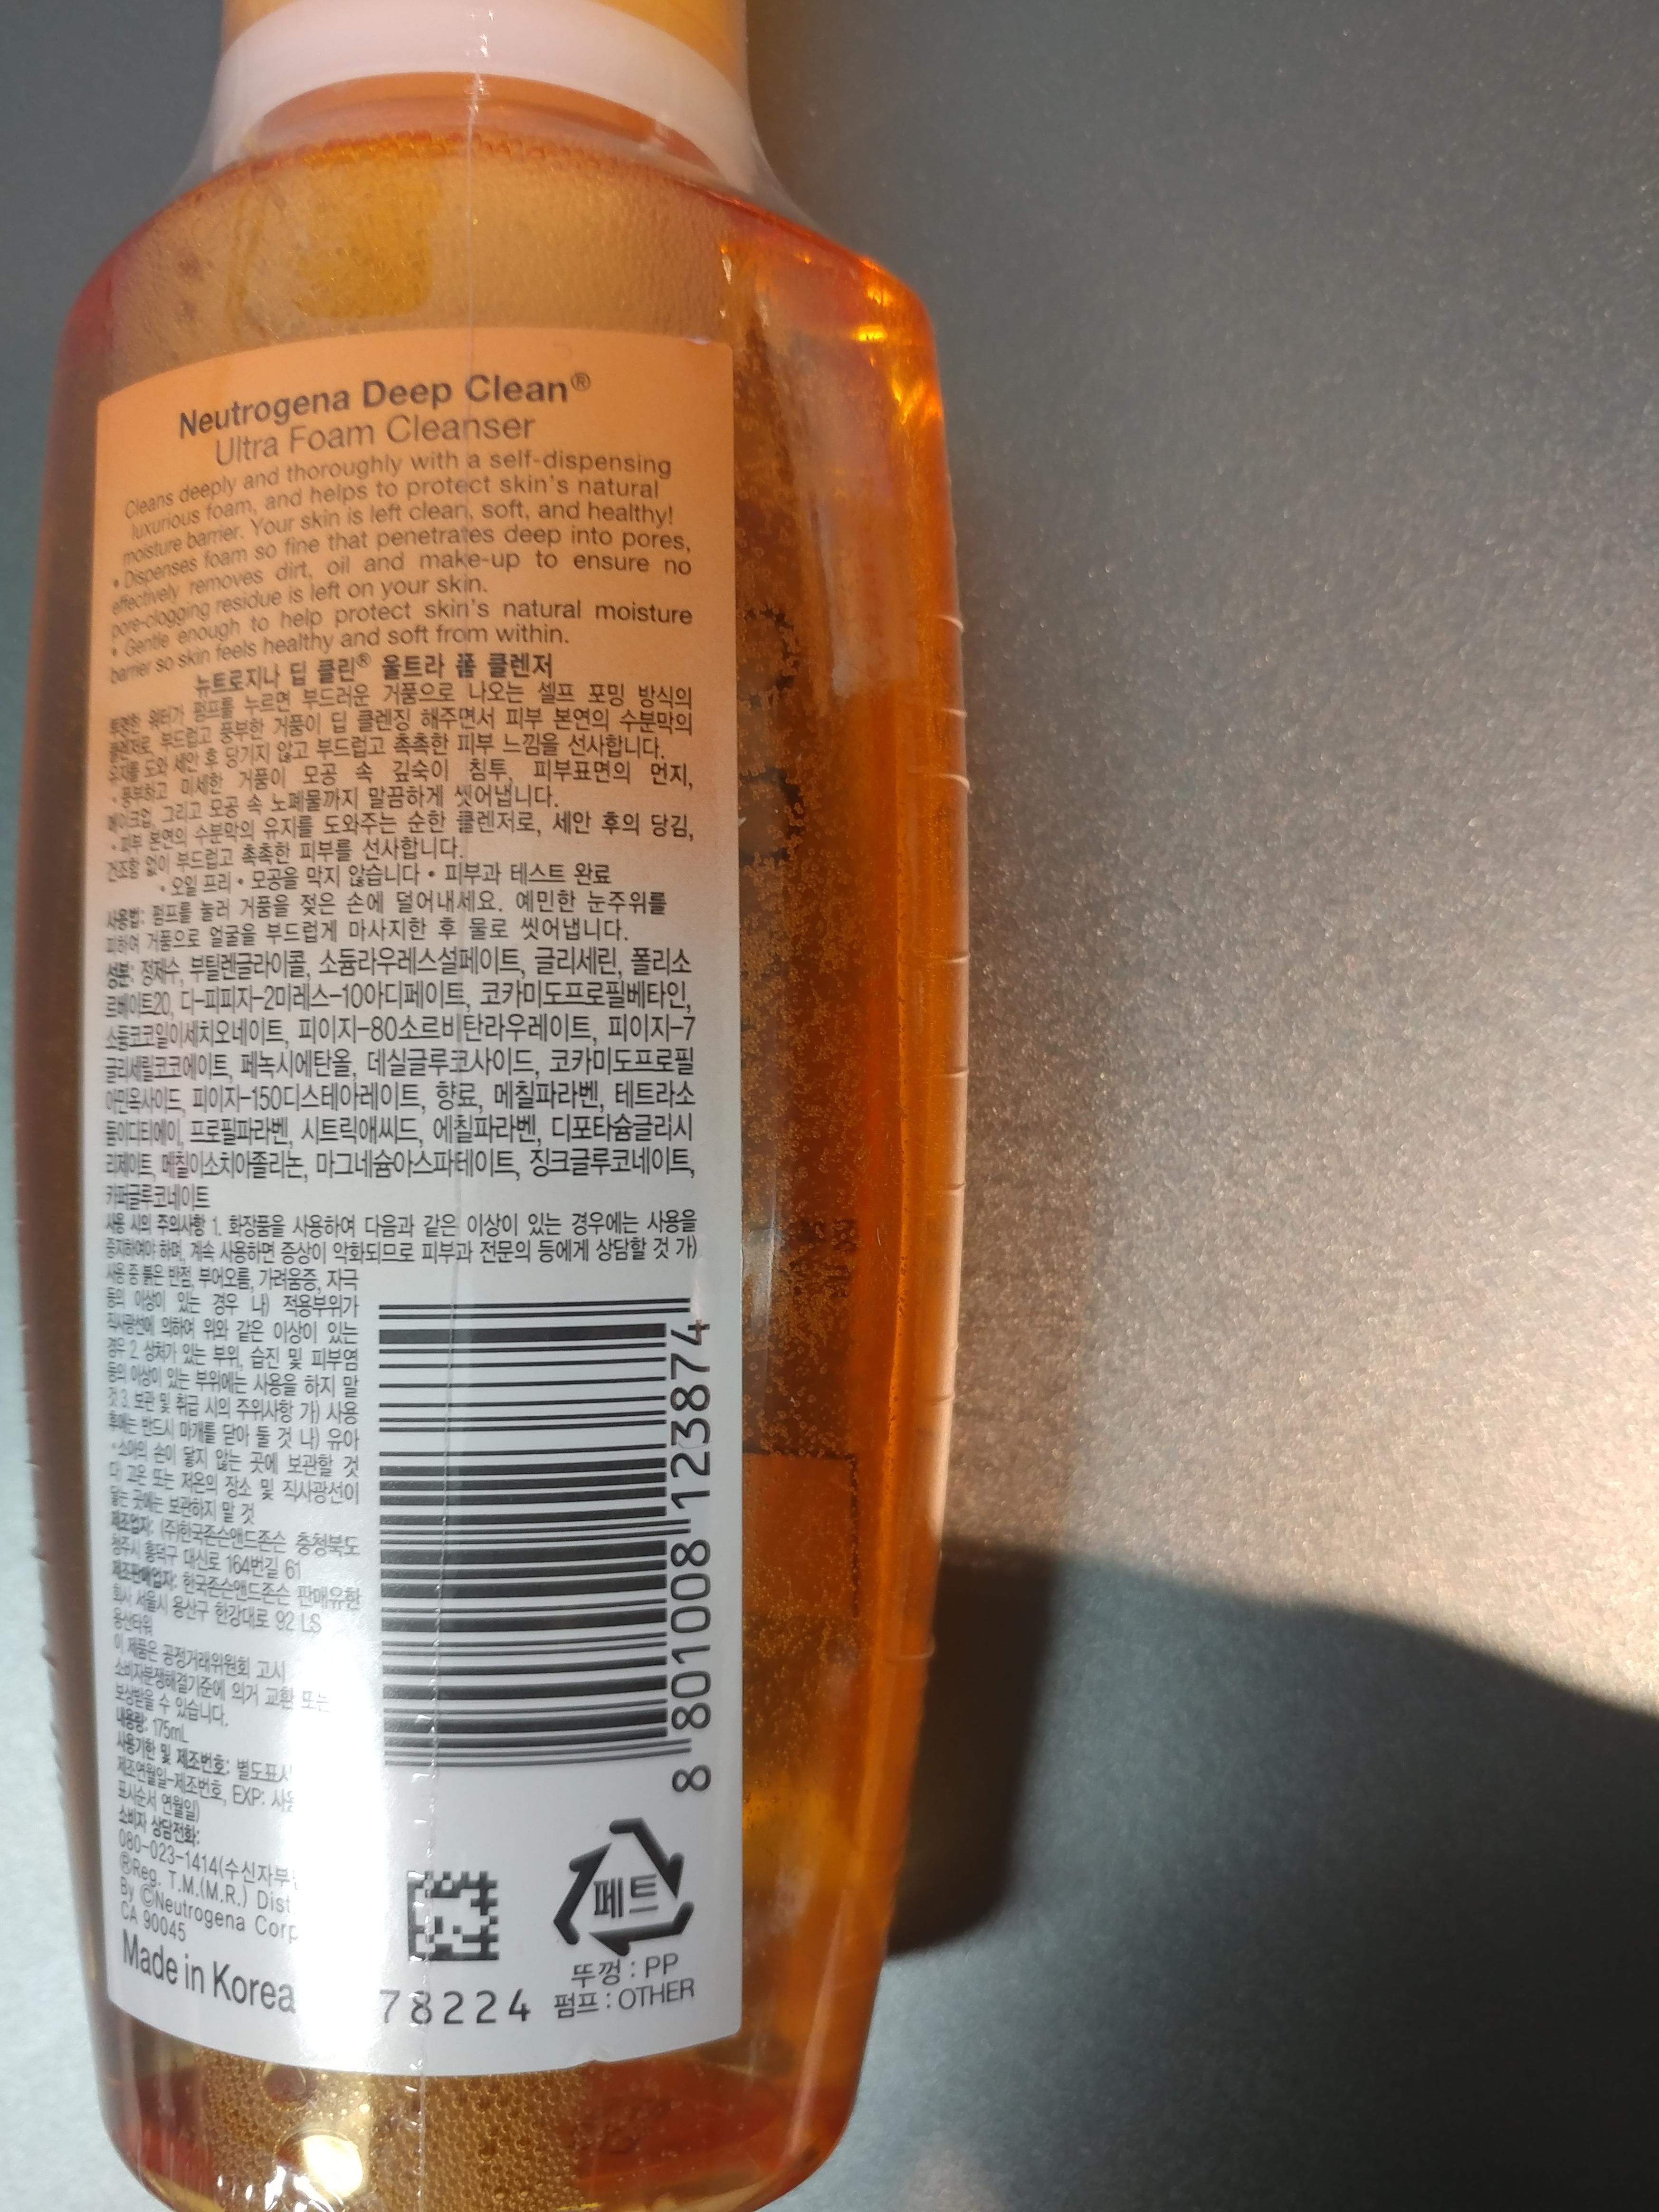 Neutrogena Deep Clean®
Ultra Foam Cleanser
Cleans deeply and thoroughly with a self-dispensing
luxurious foam, and helps to protect skin's natural
moisture barrier. Your skin is left clean, soft, and healthy!
• Dispenses foam so fine that penetrates deep into pores,
effectively removes dirt, oil and make-up to ensure no
pore-clogging residue is left on your skin.
• Gentle enough to help protect skin's natural moisture
barrier so skin feels healthy and soft from within.
뉴트로지나 딥 클린® 울트라 폼 클렌저
투명한 워터가 펌프를 누르면 부드러운 거품으로 나오는 셀프 포밍 방식의
클렌저로, 부드럽고 풍부한 거품이 딥 클렌징 해주면서 피부 본연의 수분막의
유지를 도와 세안 후 당기지 않고 부드럽고 촉촉한 피부 느낌을 선사합니다.
• 풍부하고 미세한 거품이 모공 속 깊숙이 침투, 피부표면의 먼지,
메이크업, 그리고 모공 속 노폐물까지 말끔하게 씻어냅니다.
• 피부 본연의 수분막의 유지를 도와주는 순한 클렌저로, 세안 후의 당김,
건조함 없이 부드럽고 촉촉한 피부를 선사합니다.
• 오일 프리 • 모공을 막지 않습니다 • 피부과 테스트 완료
사용법: 펌프를 눌러 거품을 젖은 손에 덜어내세요. 예민한 눈주위를
피하여 거품으로 얼굴을 부드럽게 마사지한 후 물로 씻어냅니다.
성분: 정제수, 부틸렌글라이콜, 소듐라우레스설페이트, 글리세린, 폴리소
르베이트20, 디-피피지-2미레스-10아디페이트, 코카미도프로필베타인,
소듐코코일이세치오네이트, 피이지-80소르비탄라우레이트, 피이지-7
글리세릴코코에이트, 페녹시에탄올, 데실글루코사이드, 코카미도프로필
아민옥사이드, 피이지-150디스테아레이트, 향료, 메칠파라벤, 테트라소
듐이디티에이, 프로필파라벤, 시트릭애씨드, 에칠파라벤, 디포타슘글리시
리제이트, 메칠이소치아졸리논, 마그네슘아스파테이트, 징크글루코네이트,
카퍼글루코네이트
사용 시의 주의사항 1. 화장품을 사용하여 다음과 같은 이상이 있는 경우에는 사용을
중지하여야 하며, 계속 사용하면 증상이 악화되므로 피부과 전문의 등에게 상담할 것 가)
사용 중 붉은 반점, 부어오름, 가려움증, 자극
등의 이상이 있는 경우 나) 적용부위가
직사광선에 의하여 위와 같은 이상이 있는
경우 2. 상처가 있는 부위, 습진 및 피부염
등의 이상이 있는 부위에는 사용을 하지 말
것 3. 보관 및 취급 시의 주위사항 가) 사용
후에는 반드시 마개를 닫아 둘 것 나) 유아
•소아의 손이 닿지 않는 곳에 보관할 것
다) 고온 또는 저온의 장소 및 직사광선이
닿는 곳에는 보관하지 말 것
제조업자: (주)한국존슨앤드존슨 충청북도
청주시 흥덕구 대신로 164번길 61
제조판매업자: 한국존슨앤드존슨 판매유한
회사 서울시 용산구 한강대로 92 LS
용산타워
이 제품은 공정거래위원회 고시
소비자분쟁해결기준에 의거 교환 또는
보상받을 수 있습니다.
내용량: 175mL
사용기한 및 제조번호: 별도표시
제조연월일-제조번호, EXP:
표시순서 연월일)
소비자 상담전화:
080-023-1414(수신자부
®Reg. T.M.(M.R.) Dist
By ©Neutrogena Corp
CA 90045
Made in Korea
8 801008 123874
페트
뚜껑 : PP
펌프 : OTHER
78224